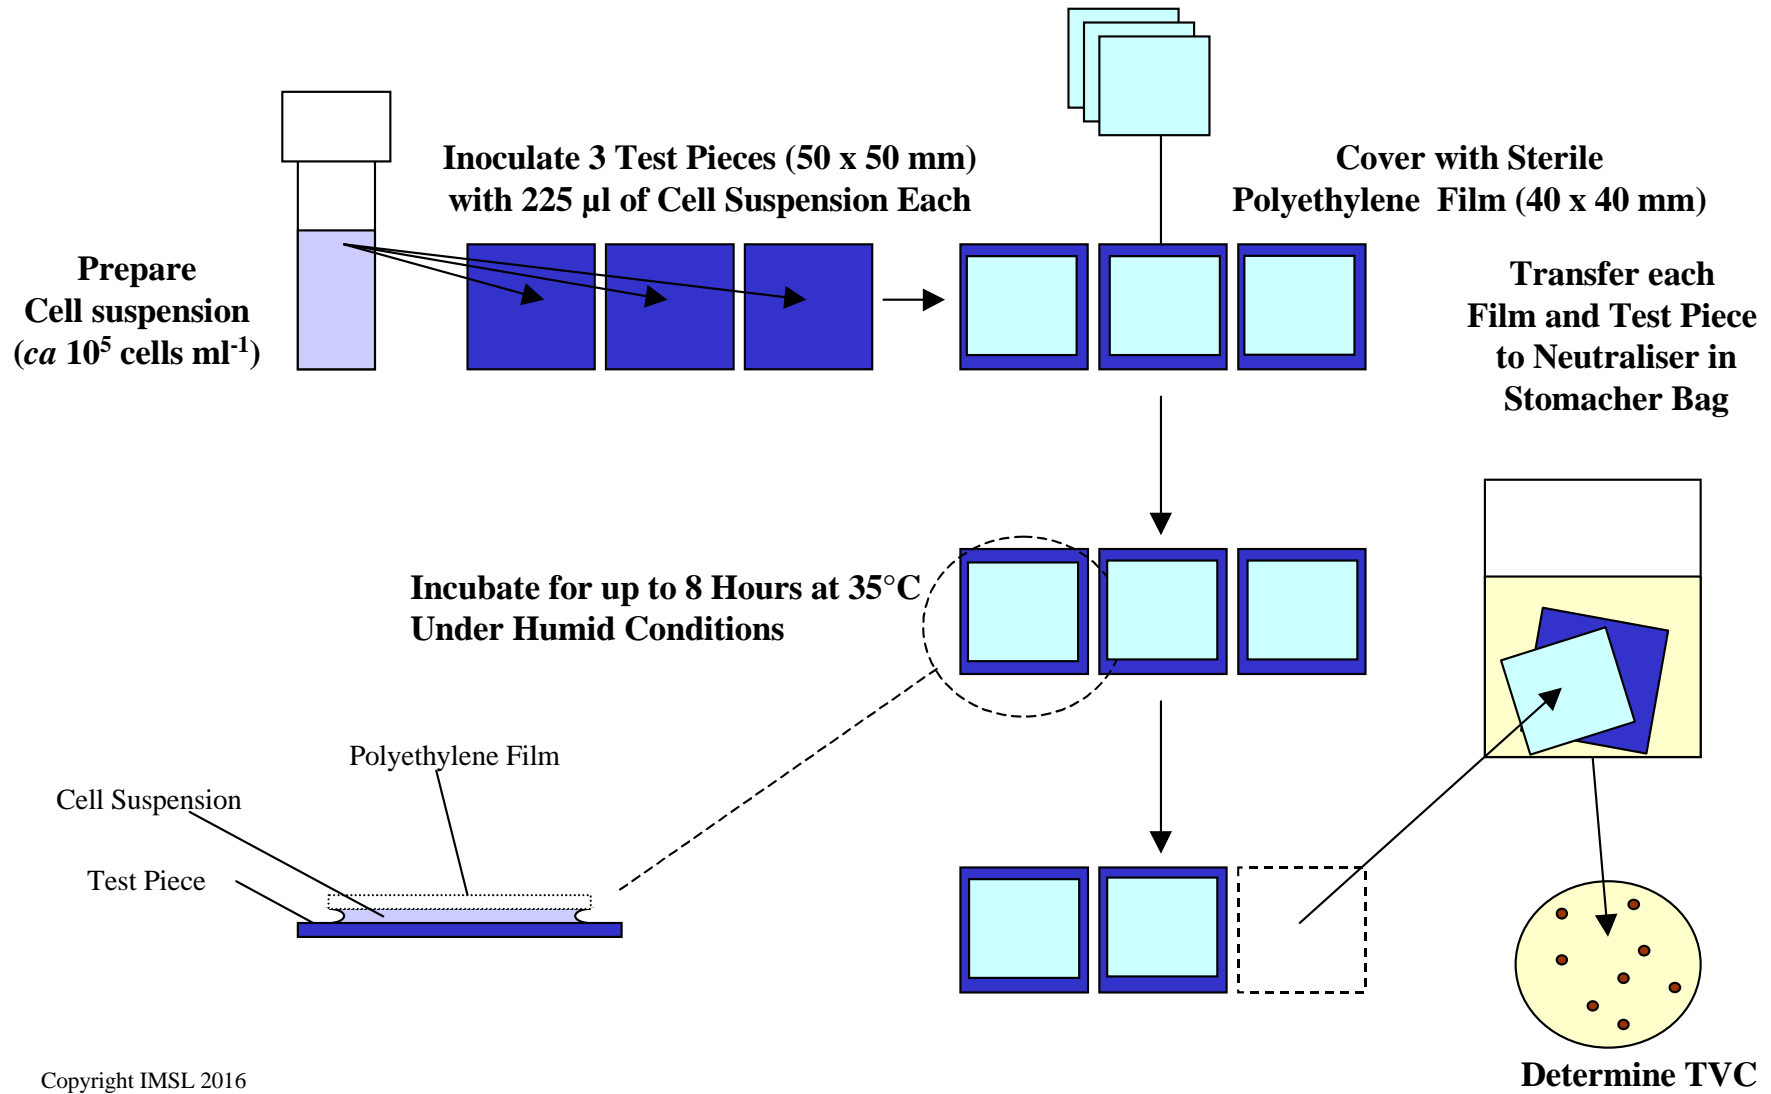 Inoculate 3 Test Pieces (50 x 50 mm)
with 225 µl of Cell Suspension Each
Cover with Sterile
Polyethylene Film (40 x 40 mm)
Prepare
Cell suspension
(ca 10⁵ cells ml⁻¹)
Transfer each
Film and Test Piece
to Neutraliser in
Stomacher Bag
Incubate for up to 8 Hours at 35°C
Under Humid Conditions
Polyethylene Film
Cell Suspension
Test Piece
Determine TVC
Copyright IMSL 2016